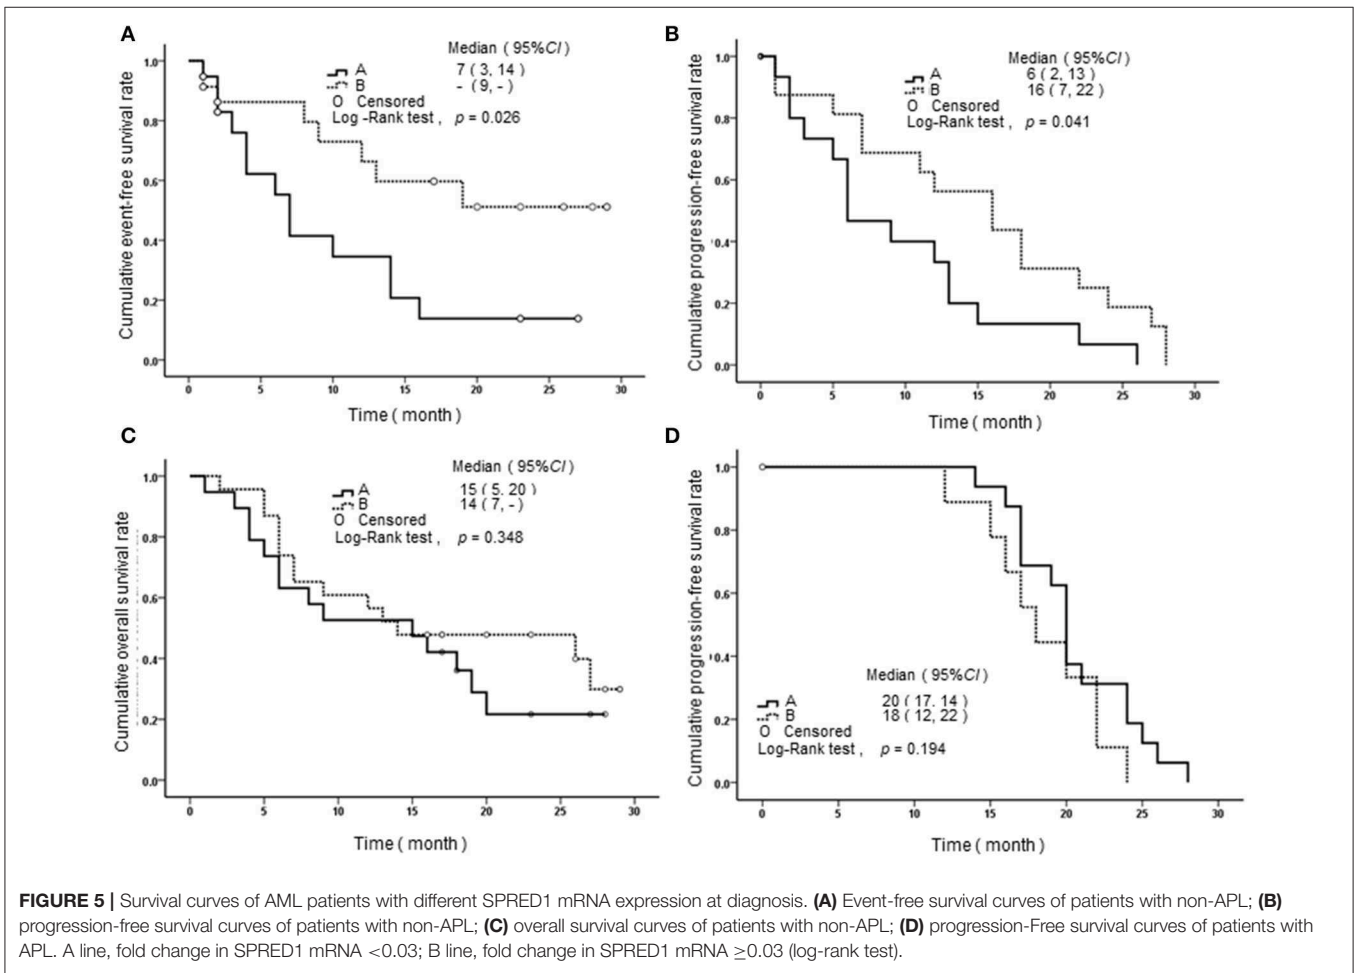 A
Cumulative event-free survival rate
Median ( 95%CI )
A 7 ( 3, 14 )
B - ( 9, - )
O Censored
Log -Rank test , p = 0.026
1.0
0.8
0.6
0.4
0.2
0.0
0 5 10 15 20 25 30
Time ( month )
B
Cumulative progression-free survival rate
Median ( 95%CI )
A 6 ( 2, 13 )
B 16 ( 7, 22 )
O Censored
Log-Rank test , p = 0.041
1.0
0.8
0.6
0.4
0.2
0.0
0 5 10 15 20 25 30
Time ( month )
C
Cumulative overall survival rate
Median ( 95%CI )
A 15 ( 5. 20 )
B 14 ( 7, - )
O Censored
Log-Rank test , p = 0.348
1.0
0.8
0.6
0.4
0.2
0.0
0 5 10 15 20 25 30
Time ( month )
D
Cumulative progression-free survival rate
1.0
0.8
0.6
0.4
0.2
0.0
Median ( 95%CI )
A 20 ( 17. 14 )
B 18 ( 12, 22 )
O Censored
Log-Rank test , p = 0.194
0 5 10 15 20 25 30
Time ( month )
FIGURE 5 | Survival curves of AML patients with different SPRED1 mRNA expression at diagnosis. (A) Event-free survival curves of patients with non-APL; (B)
progression-free survival curves of patients with non-APL; (C) overall survival curves of patients with non-APL; (D) progression-Free survival curves of patients with
APL. A line, fold change in SPRED1 mRNA <0.03; B line, fold change in SPRED1 mRNA ≥0.03 (log-rank test).